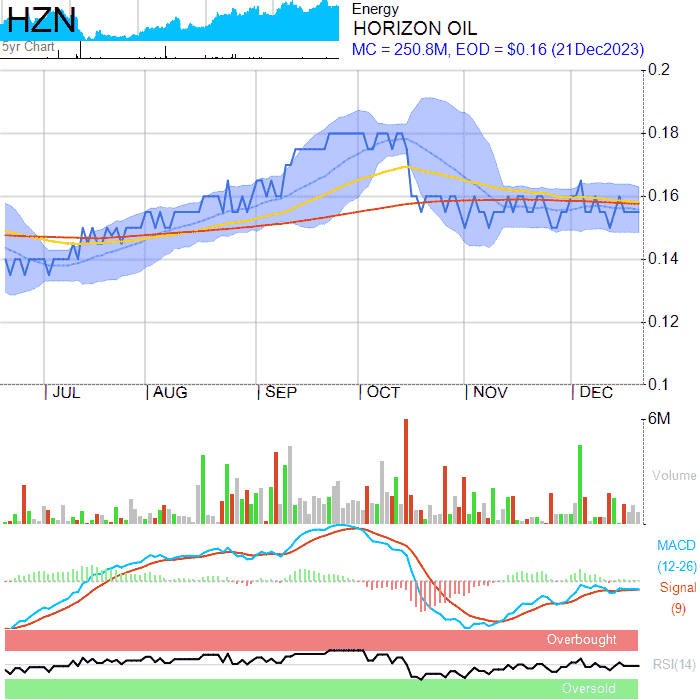 HZN
5yr Chart
Energy
HORIZON OIL
MC = 250.8M, EOD = $0.16 (21Dec2023)
0.2
0.18
0.16
0.14
0.12
0.1
JUL AUG SEP OCT NOV DEC
6M
Volume
MACD
(12-26)
Signal
(9)
Overbought
RSI(14)
Oversold